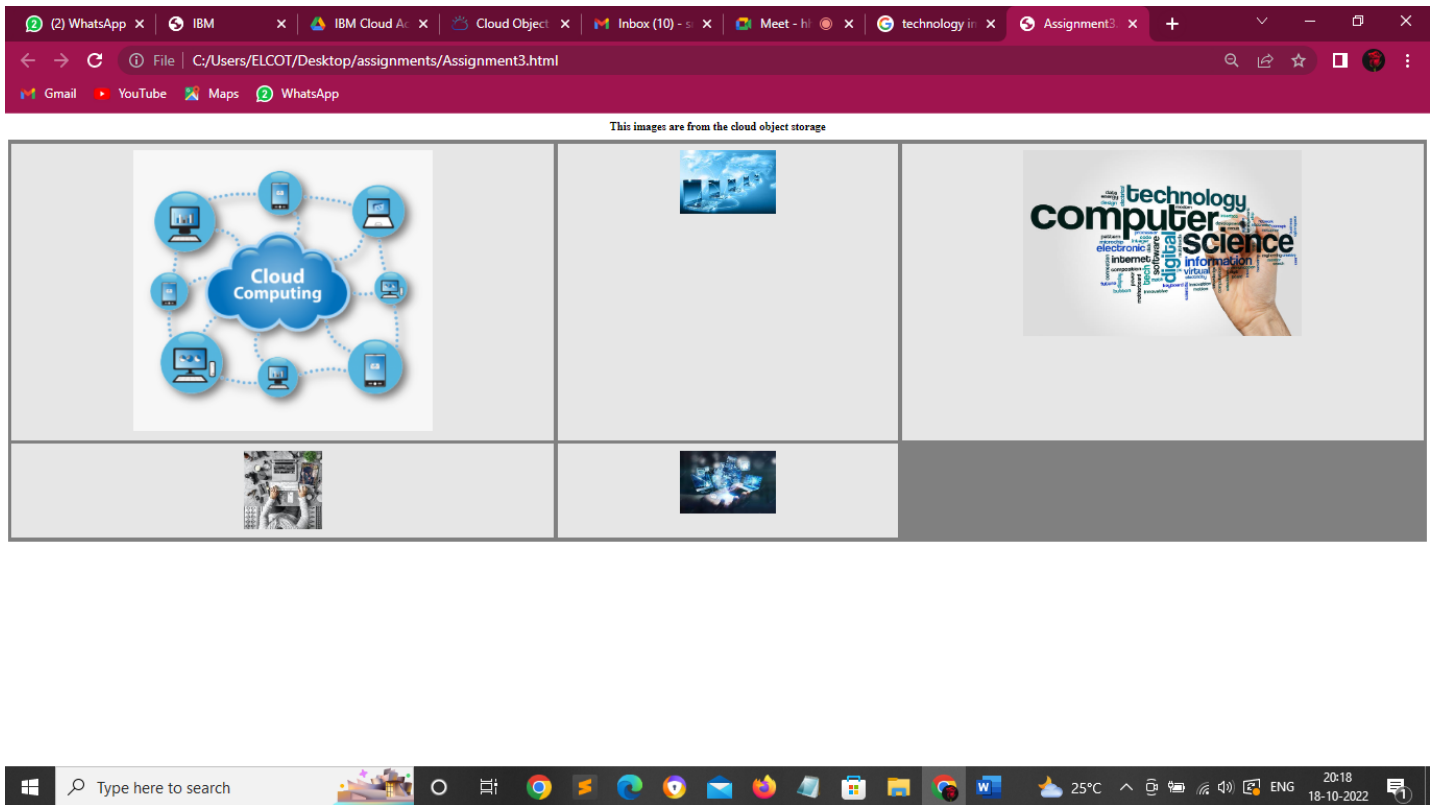 (2) WhatsApp
IBM
IBM Cloud Ac
Cloud Object
Inbox (10) - s
Meet - h
technology in
Assignment3.
File C:/Users/ELCOT/Desktop/assignments/Assignment3.html
Gmail YouTube Maps WhatsApp
This images are from the cloud object storage
Cloud
Computing
technology
computer
science
electronic
internet
software
digital
information
virtual
Type here to search
25°C
ENG
20:18
18-10-2022